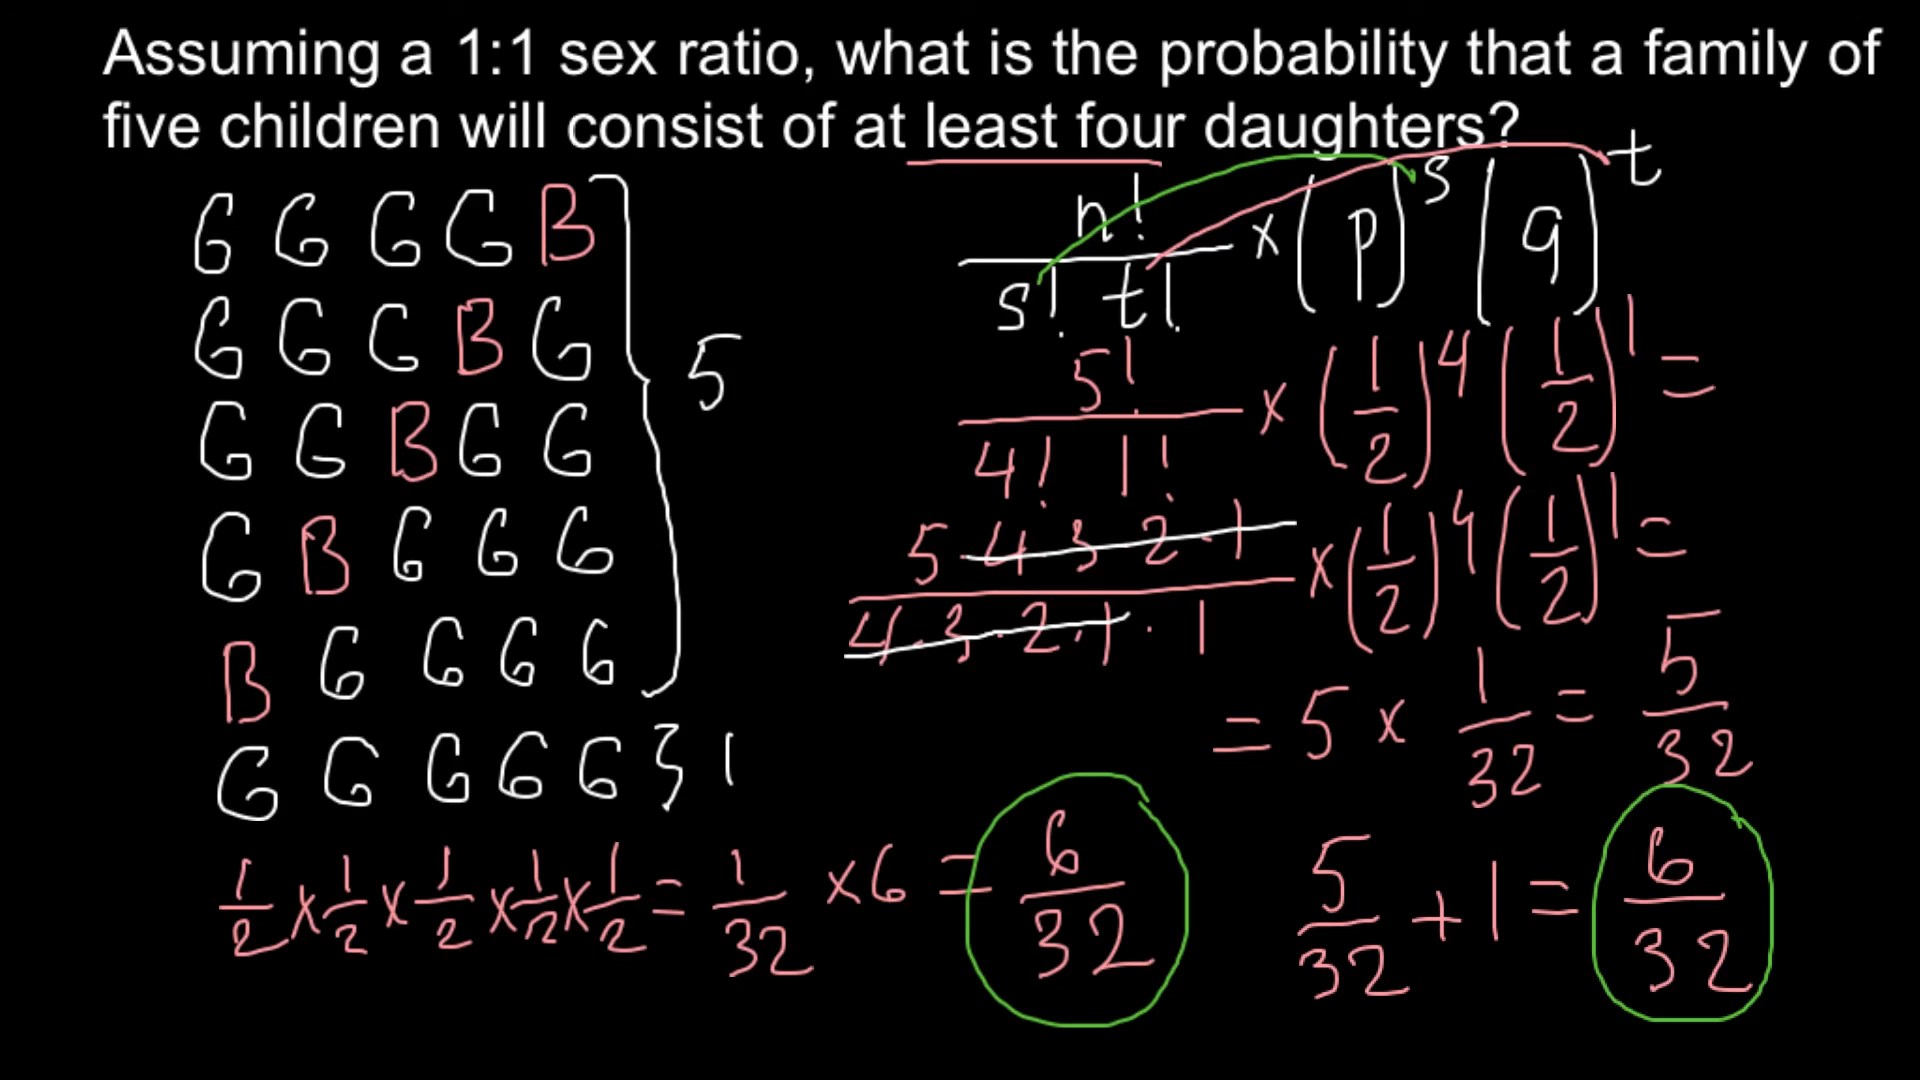 Assuming a 1:1 sex ratio, what is the probability that a family of
five children will consist of at least four daughters?
G G G G B
G G G B G
G G B G G
G B G G G
B G G G G
} 5
G G G G G } 1
1/2 x 1/2 x 1/2 x 1/2 x 1/2 = 1/32 x 6 = 6/32
n!/s! t! x (p)^s [q]^t
5!/4! 1! x (1/2)^4 (1/2)^1 =
5·4·3·2·1/4·3·2·1·1 x (1/2)^4 (1/2)^1 =
= 5 x 1/32 = 5/32
5/32 + 1 = 6/32